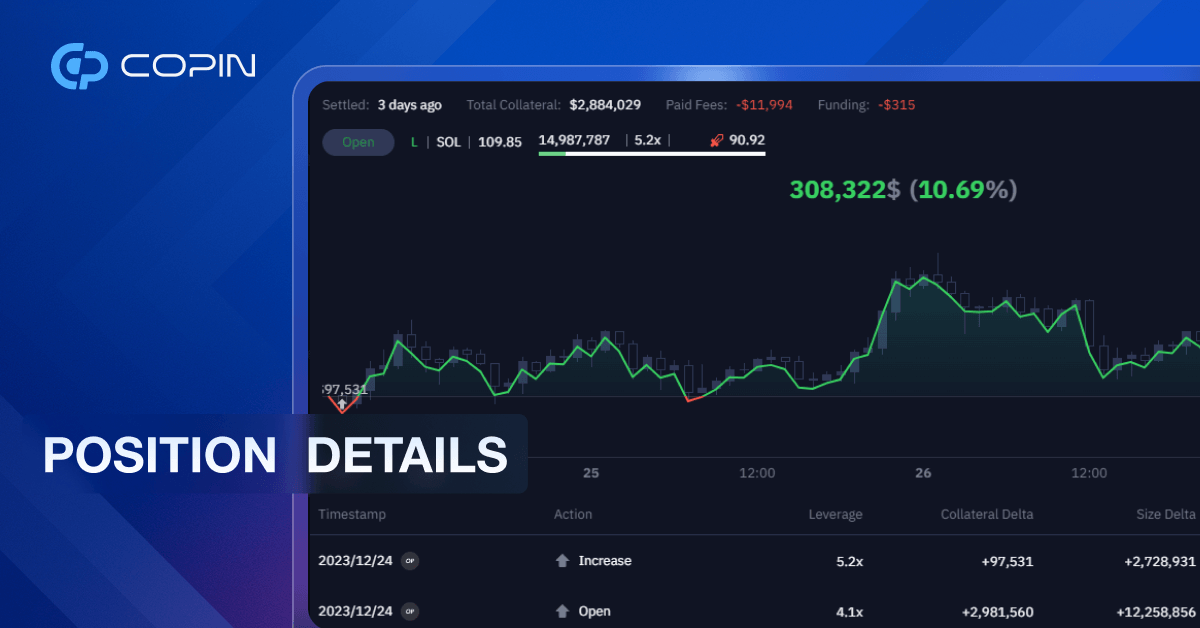 COPIN
Settled: 3 days ago Total Collateral: $2,884,029 Paid Fees: -$11,994 Funding: -$315
Open L | SOL | 109.85 14,987,787 | 5.2x | 90.92
308,322$ (10.69%)
97,531
POSITION DETAILS
25 12:00 26 12:00
Timestamp Action Leverage Collateral Delta Size Delta
2023/12/24 OP Increase 5.2x +97,531 +2,728,931
2023/12/24 OP Open 4.1x +2,981,560 +12,258,856